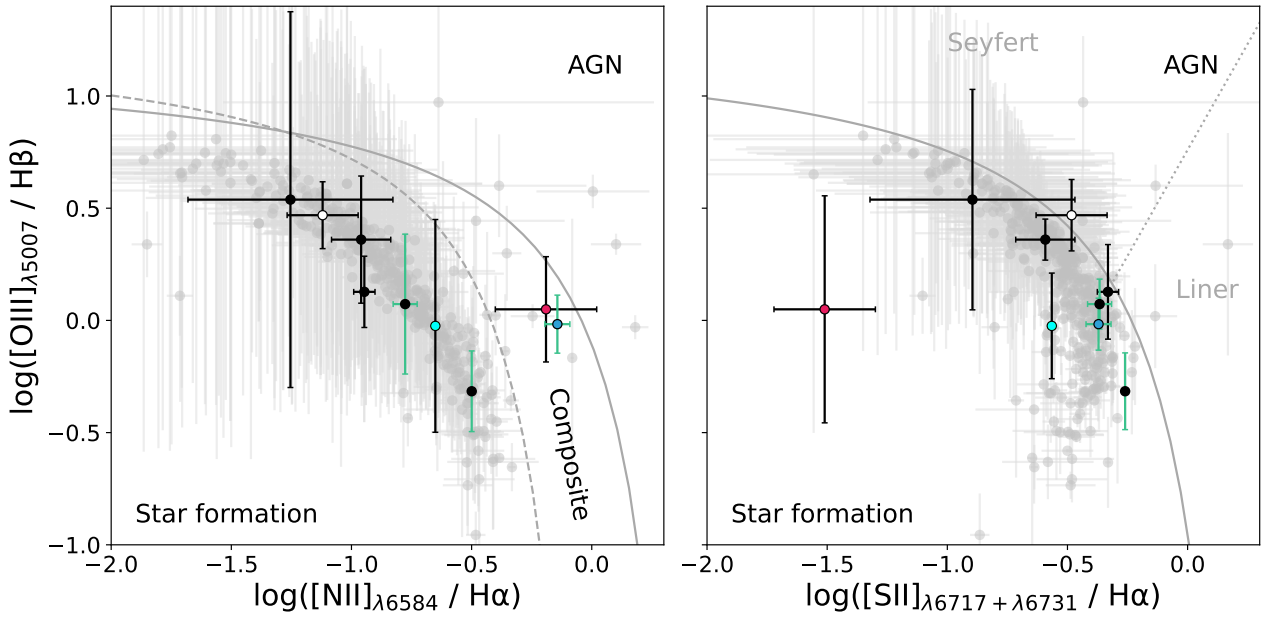 AGN
Composite
Star formation
1.0
0.5
0.0
−0.5
−1.0
log([OIII]λ5007 / Hβ)
−2.0 −1.5 −1.0 −0.5 0.0
log([NII]λ6584 / Hα)
Seyfert
AGN
Liner
Star formation
−2.0 −1.5 −1.0 −0.5 0.0
log([SII]λ6717 + λ6731 / Hα)